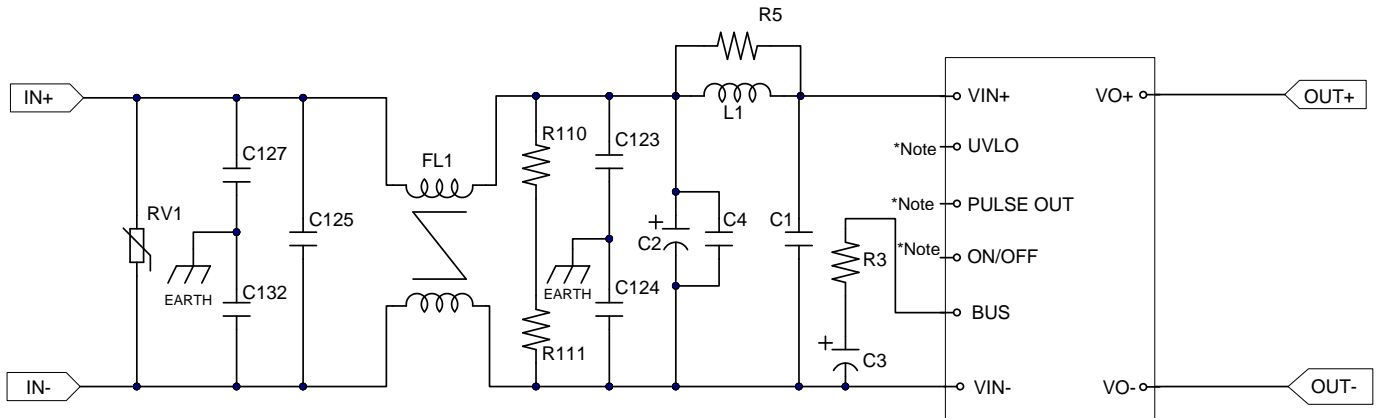 R5
IN+
VIN+
VO+
OUT+
L1
R110
C123
C127
FL1
*Note
UVLO
RV1
C125
*Note
PULSE OUT
+
C2
C4
C1
*Note
ON/OFF
R3
EARTH
C132
EARTH
C124
BUS
R111
+
C3
IN-
VIN-
VO-
OUT-